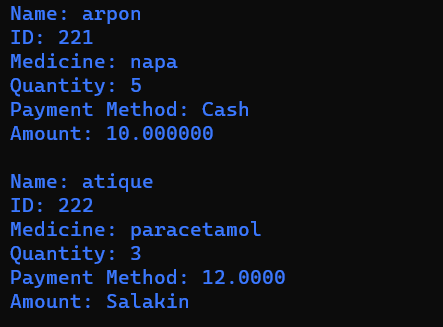 Name: arpon
ID: 221
Medicine: napa
Quantity: 5
Payment Method: Cash
Amount: 10.000000
Name: atique
ID: 222
Medicine: paracetamol
Quantity: 3
Payment Method: 12.0000
Amount: Salakin